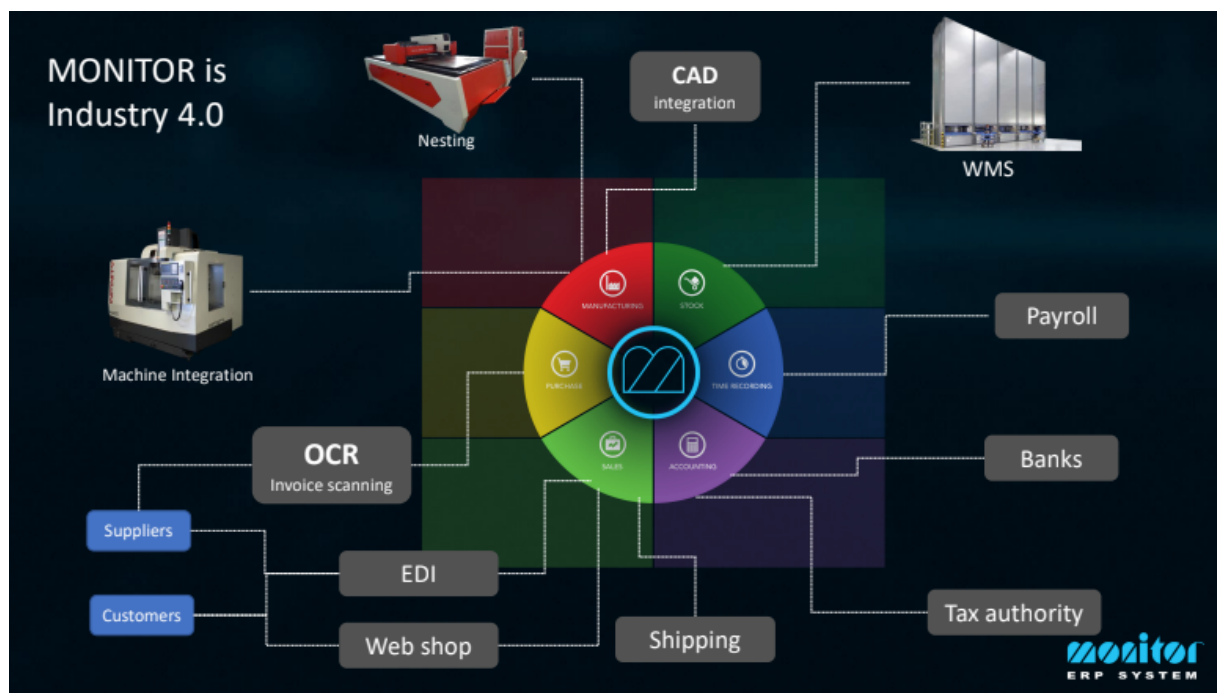 MONITOR is
Industry 4.0
Nesting
CAD
integration
WMS
Machine Integration
MANUFACTURING
STOCK
PURCHASE
TIME RECORDING
SALES
ACCOUNTING
Payroll
OCR
Invoice scanning
Banks
Suppliers
EDI
Customers
Web shop
Shipping
Tax authority
monitor
ERP SYSTEM